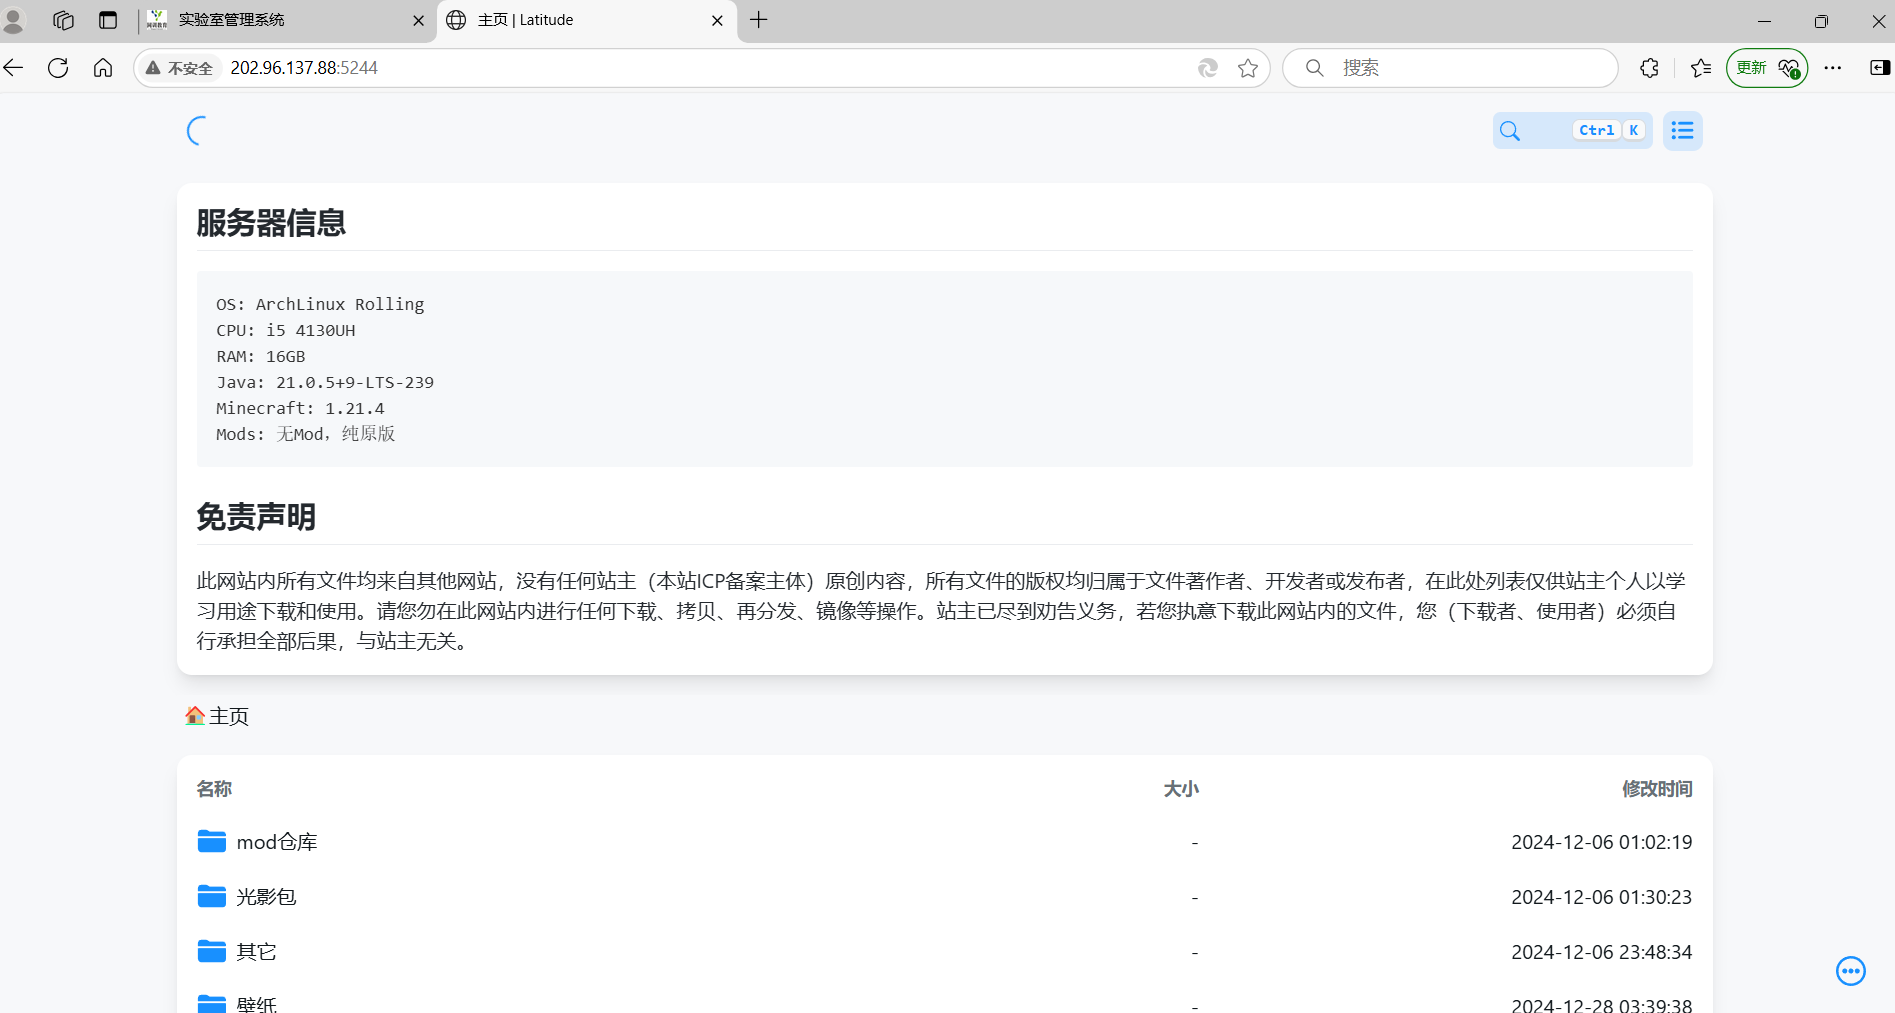 实验室管理系统
主页 | Latitude
不安全
202.96.137.88:5244
搜索
更新
Ctrl K
服务器信息
OS: ArchLinux Rolling
CPU: i5 4130UH
RAM: 16GB
Java: 21.0.5+9-LTS-239
Minecraft: 1.21.4
Mods: 无Mod，纯原版
免责声明
此网站内所有文件均来自其他网站，没有任何站主（本站ICP备案主体）原创内容，所有文件的版权均归属于文件著作者、开发者或发布者，在此处列表仅供站主个人以学
习用途下载和使用。请您勿在此网站内进行任何下载、拷贝、再分发、镜像等操作。站主已尽到劝告义务，若您执意下载此网站内的文件，您（下载者、使用者）必须自
行承担全部后果，与站主无关。
主页
名称 大小 修改时间
mod仓库 - 2024-12-06 01:02:19
光影包 - 2024-12-06 01:30:23
其它 - 2024-12-06 23:48:34
壁纸 - 2024-12-28 03:39:38